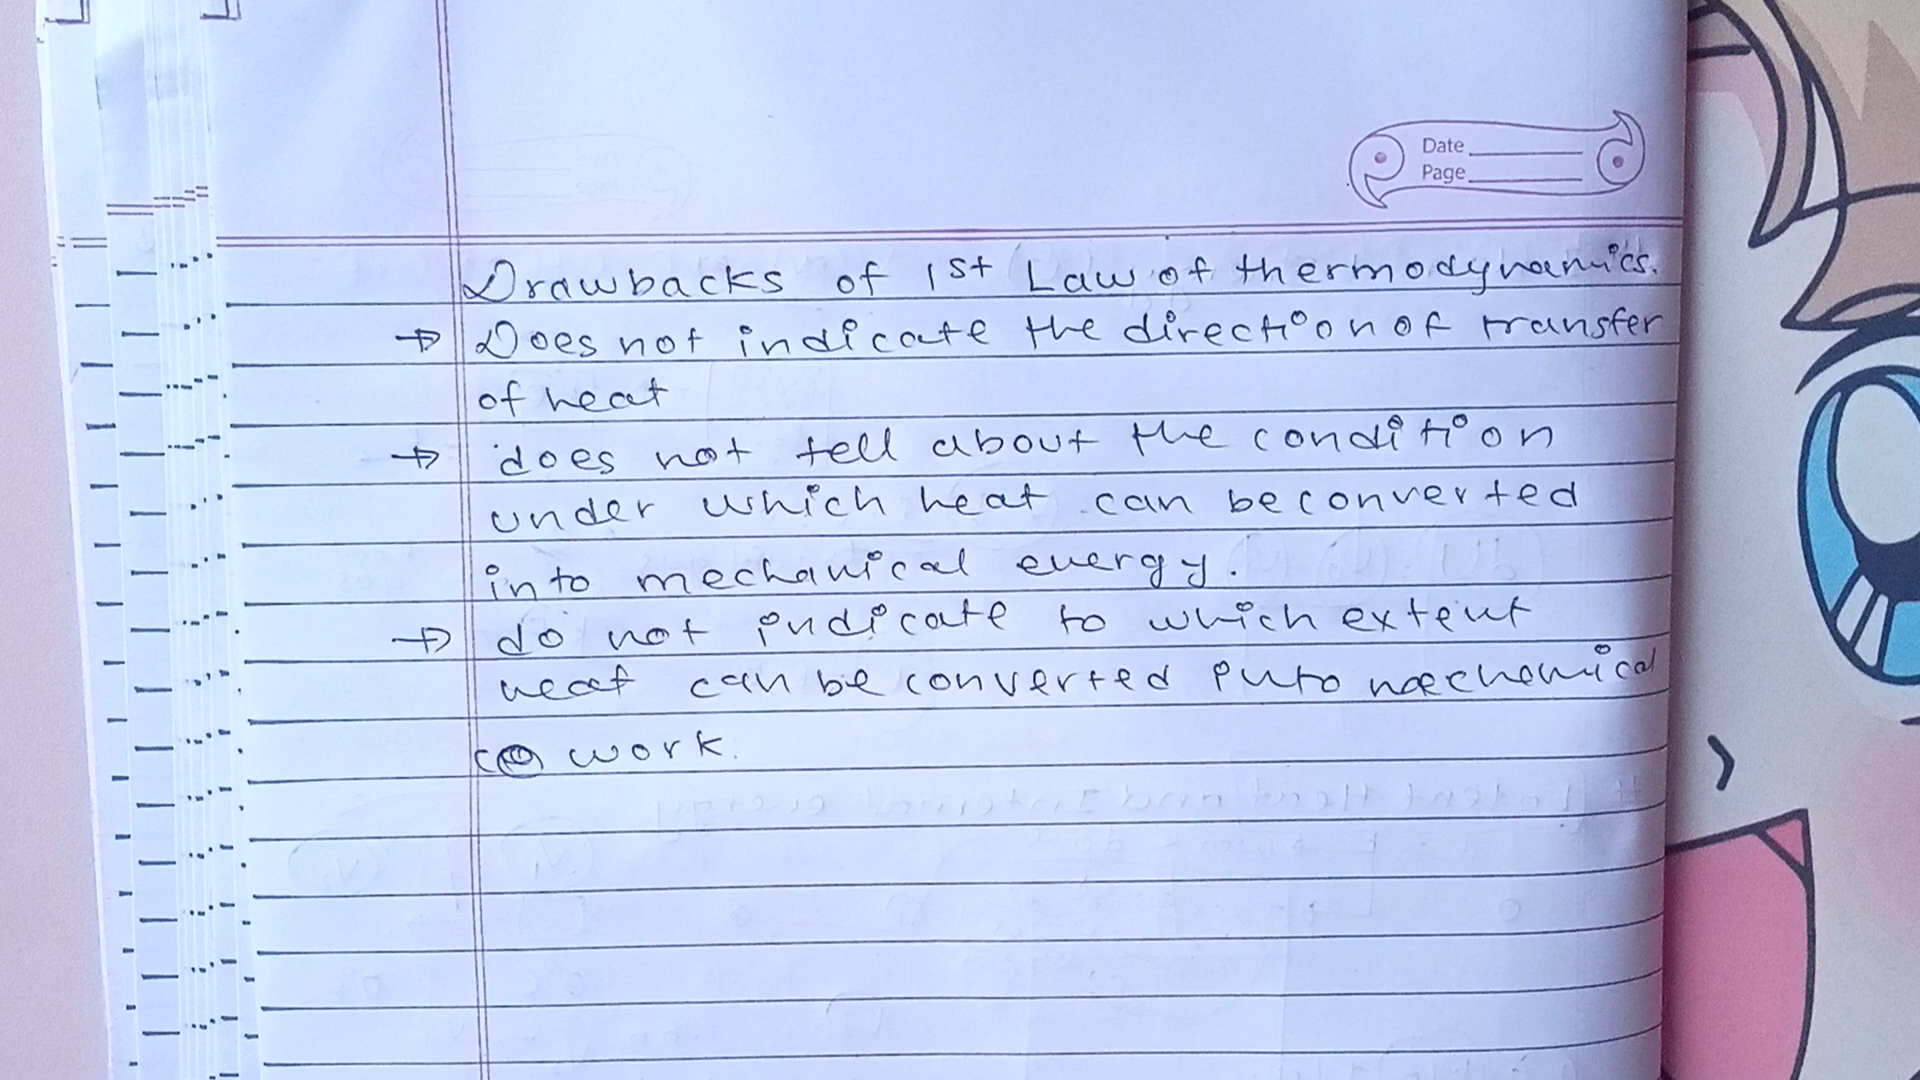 Date
Page
Drawbacks of 1st Law of thermodynamics.
→ Does not indicate the direction of transfer
of heat
→ does not tell about the condition
under which heat can be converted
into mechanical energy.
→ do not indicate to which extent
heat can be converted into mechemical
work.